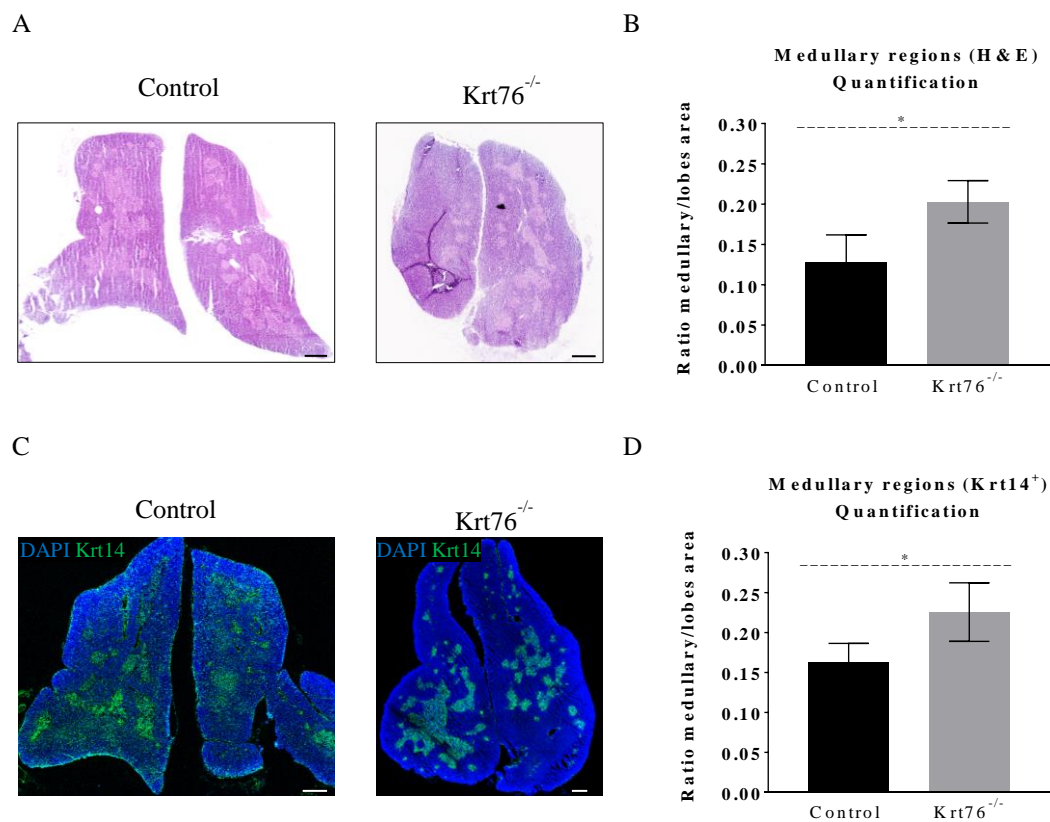 A
Control
Krt76-/-
B
Medullary regions (H&E)
Quantification
Ratio medullary/lobes area
0.30
0.25
0.20
0.15
0.10
0.05
0.00
*
Control
Krt76-/-
C
Control
Krt76-/-
DAPI Krt14
DAPI Krt14
D
Medullary regions (Krt14+)
Quantification
Ratio medullary/lobes area
0.30
0.25
0.20
0.15
0.10
0.05
0.00
*
Control
Krt76-/-